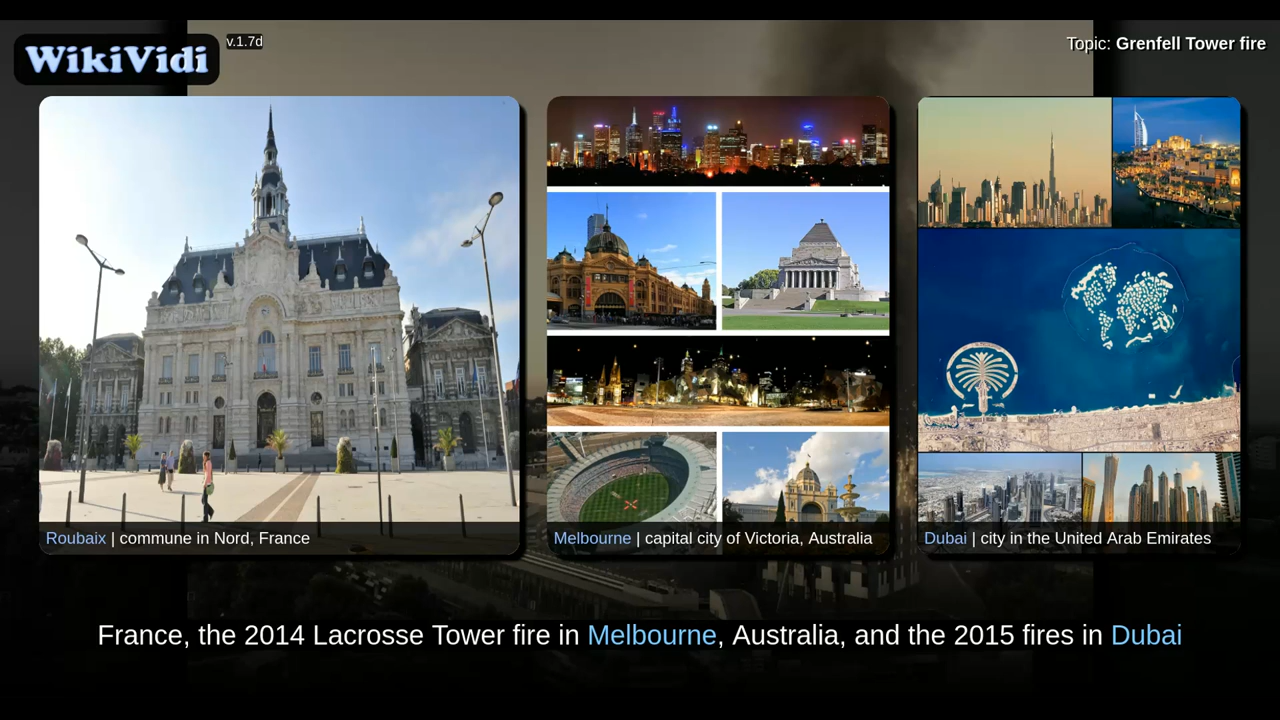 WikiVidi
v.1.7d
Topic: Grenfell Tower fire
Roubaix | commune in Nord, France
Melbourne | capital city of Victoria, Australia
Dubai | city in the United Arab Emirates
France, the 2014 Lacrosse Tower fire in Melbourne, Australia, and the 2015 fires in Dubai